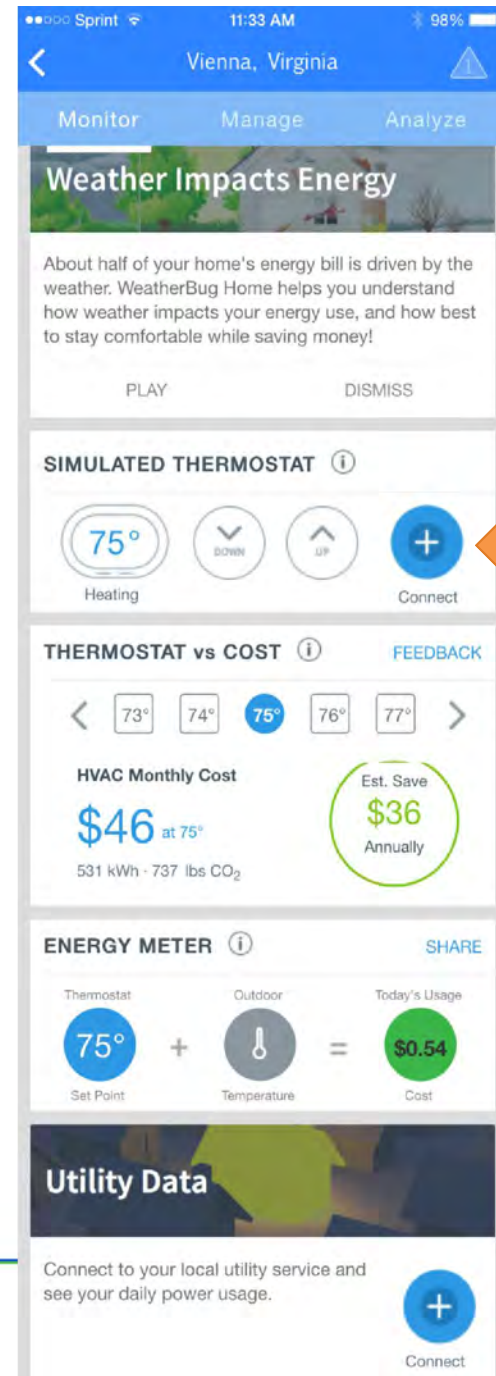 Sprint 11:33 AM 98%
Vienna, Virginia
Monitor Manage Analyze
Weather Impacts Energy
About half of your home's energy bill is driven by the
weather. WeatherBug Home helps you understand
how weather impacts your energy use, and how best
to stay comfortable while saving money!
PLAY DISMISS
SIMULATED THERMOSTAT i
75° DOWN UP
Heating Connect
THERMOSTAT vs COST i FEEDBACK
73° 74° 75° 76° 77°
HVAC Monthly Cost
$46 at 75°
531 kWh · 737 lbs CO₂
Est. Save
$36
Annually
ENERGY METER i SHARE
Thermostat Outdoor Today's Usage
75° + = $0.54
Set Point Temperature Cost
Utility Data
Connect to your local utility service and
see your daily power usage.
Connect